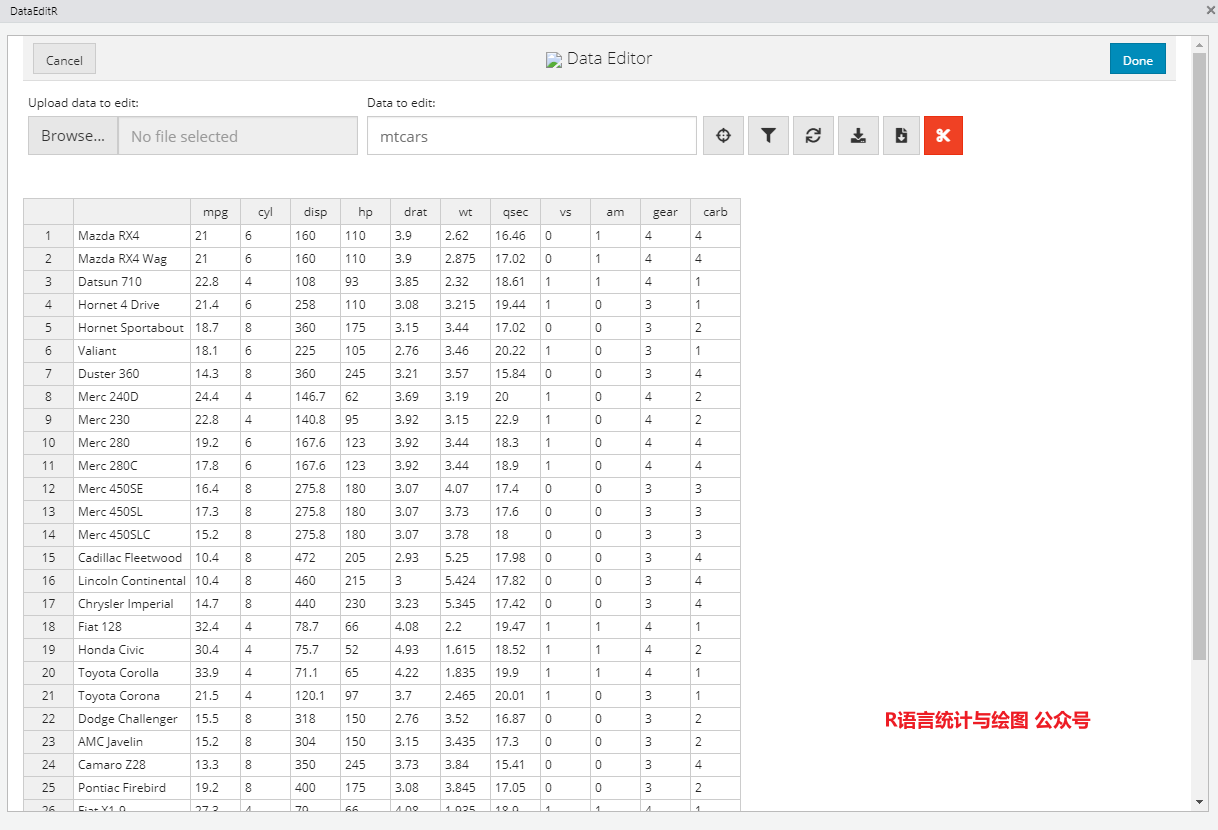 DataEditR
Cancel
Data Editor
Done
Upload data to edit:
Data to edit:
Browse...
No file selected
mtcars
mpg cyl disp hp drat wt qsec vs am gear carb
1 Mazda RX4 21 6 160 110 3.9 2.62 16.46 0 1 4 4
2 Mazda RX4 Wag 21 6 160 110 3.9 2.875 17.02 0 1 4 4
3 Datsun 710 22.8 4 108 93 3.85 2.32 18.61 1 1 4 1
4 Hornet 4 Drive 21.4 6 258 110 3.08 3.215 19.44 1 0 3 1
5 Hornet Sportabout 18.7 8 360 175 3.15 3.44 17.02 0 0 3 2
6 Valiant 18.1 6 225 105 2.76 3.46 20.22 1 0 3 1
7 Duster 360 14.3 8 360 245 3.21 3.57 15.84 0 0 3 4
8 Merc 240D 24.4 4 146.7 62 3.69 3.19 20 1 0 4 2
9 Merc 230 22.8 4 140.8 95 3.92 3.15 22.9 1 0 4 2
10 Merc 280 19.2 6 167.6 123 3.92 3.44 18.3 1 0 4 4
11 Merc 280C 17.8 6 167.6 123 3.92 3.44 18.9 1 0 4 4
12 Merc 450SE 16.4 8 275.8 180 3.07 4.07 17.4 0 0 3 3
13 Merc 450SL 17.3 8 275.8 180 3.07 3.73 17.6 0 0 3 3
14 Merc 450SLC 15.2 8 275.8 180 3.07 3.78 18 0 0 3 3
15 Cadillac Fleetwood 10.4 8 472 205 2.93 5.25 17.98 0 0 3 4
16 Lincoln Continental 10.4 8 460 215 3 5.424 17.82 0 0 3 4
17 Chrysler Imperial 14.7 8 440 230 3.23 5.345 17.42 0 0 3 4
18 Fiat 128 32.4 4 78.7 66 4.08 2.2 19.47 1 1 4 1
19 Honda Civic 30.4 4 75.7 52 4.93 1.615 18.52 1 1 4 2
20 Toyota Corolla 33.9 4 71.1 65 4.22 1.835 19.9 1 1 4 1
21 Toyota Corona 21.5 4 120.1 97 3.7 2.465 20.01 1 0 3 1
22 Dodge Challenger 15.5 8 318 150 2.76 3.52 16.87 0 0 3 2
23 AMC Javelin 15.2 8 304 150 3.15 3.435 17.3 0 0 3 2
24 Camaro Z28 13.3 8 350 245 3.73 3.84 15.41 0 0 3 4
25 Pontiac Firebird 19.2 8 400 175 3.08 3.845 17.05 0 0 3 2
26 Fiat X1-9 27.3 4 79 66 4.08 1.935 18.9 1 1 4 1
R语言统计与绘图 公众号